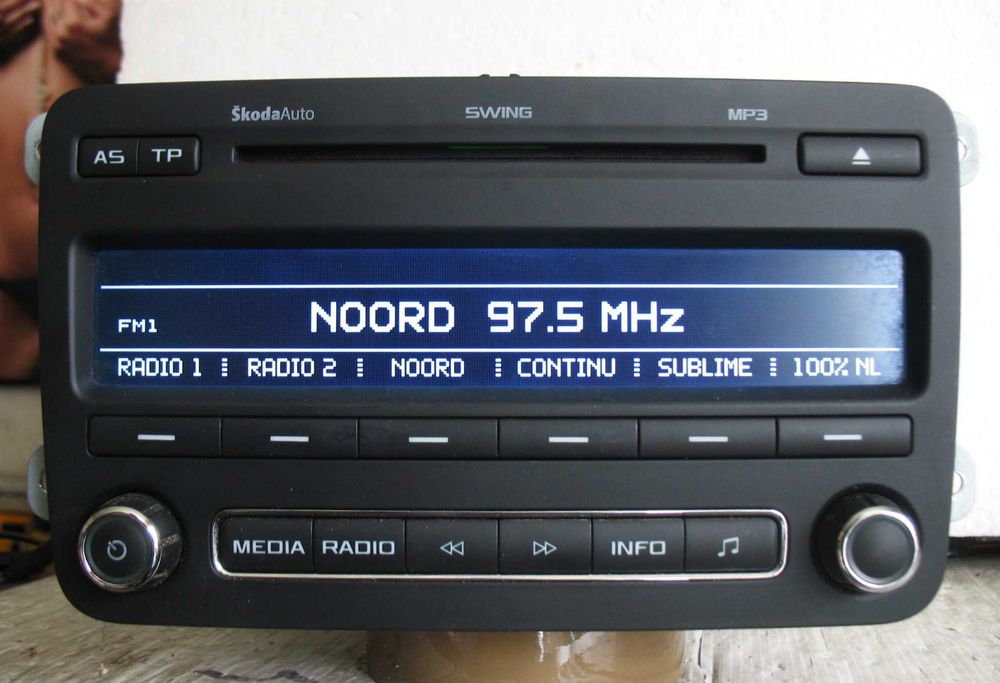 ŠkodaAuto SWING MP3
AS TP
NOORD 97.5 MHz
FM1
RADIO 1 RADIO 2 NOORD CONTINU SUBLIME 100% NL
MEDIA RADIO INFO